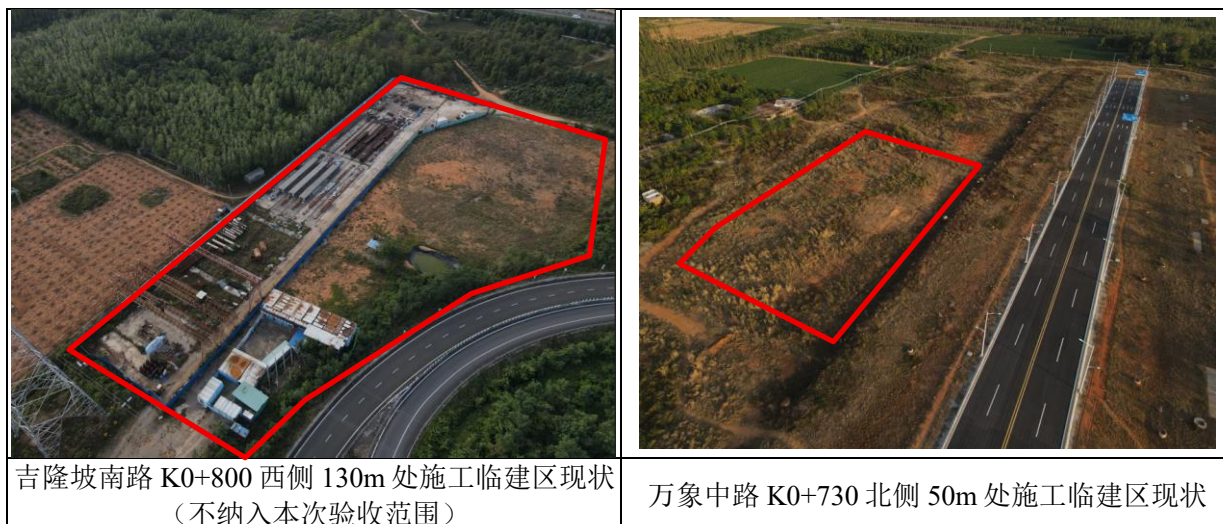 吉隆坡南路 K0+800 西侧 130m 处施工临建区现状
（不纳入本次验收范围）
万象中路 K0+730 北侧 50m 处施工临建区现状